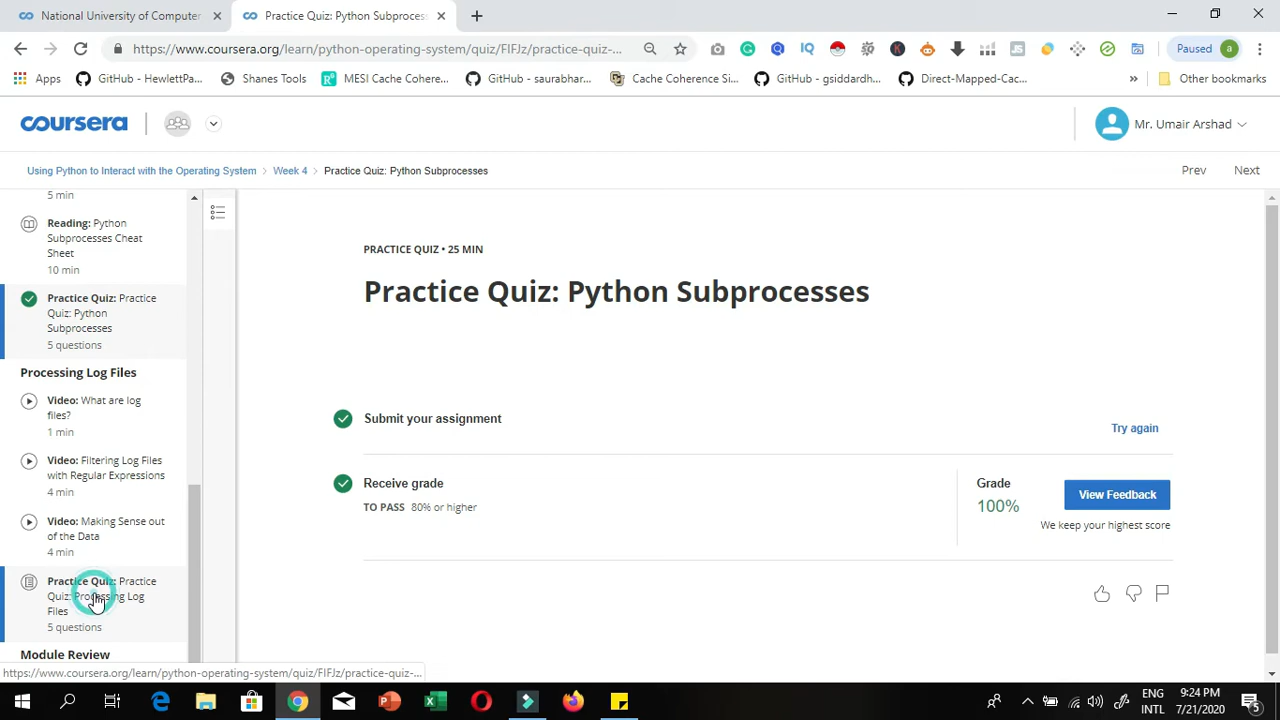 National University of Computer
Practice Quiz: Python Subproces
https://www.coursera.org/learn/python-operating-system/quiz/FIFJz/practice-quiz-...
Paused
a
Apps
GitHub - HewlettPa...
Shanes Tools
MESI Cache Cohere...
GitHub - saurabhar...
Cache Coherence Si...
GitHub - gsiddardh...
Direct-Mapped-Cac...
»
Other bookmarks
coursera
Mr. Umair Arshad
Using Python to Interact with the Operating System > Week 4 > Practice Quiz: Python Subprocesses
Prev
Next
5 min
Reading: Python
Subprocesses Cheat
Sheet
10 min
Practice Quiz: Practice
Quiz: Python
Subprocesses
5 questions
Processing Log Files
Video: What are log
files?
1 min
Video: Filtering Log Files
with Regular Expressions
4 min
Video: Making Sense out
of the Data
4 min
Practice Quiz: Practice
Quiz: Processing Log
Files
5 questions
Module Review
PRACTICE QUIZ • 25 MIN
Practice Quiz: Python Subprocesses
Submit your assignment
Try again
Receive grade
TO PASS 80% or higher
Grade
100%
View Feedback
We keep your highest score
https://www.coursera.org/learn/python-operating-system/quiz/FIFJz/practice-quiz-...
ENG
INTL
9:24 PM
7/21/2020
5